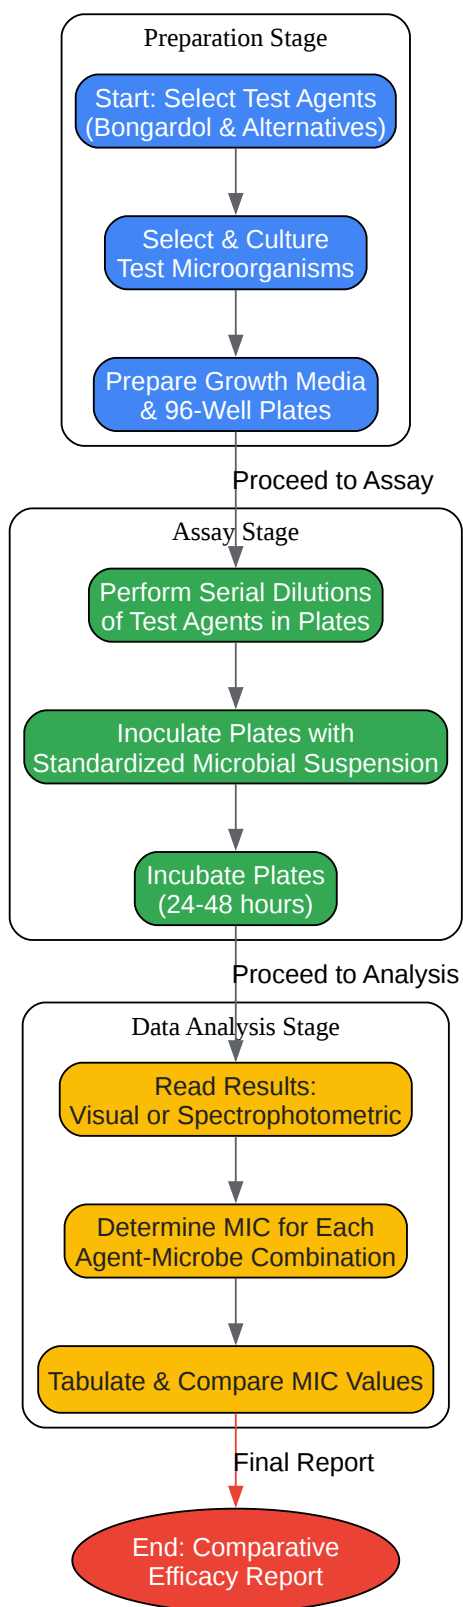 Preparation Stage
Start: Select Test Agents
(Bongardol & Alternatives)
Select & Culture
Test Microorganisms
Prepare Growth Media
& 96-Well Plates
Proceed to Assay
Assay Stage
Perform Serial Dilutions
of Test Agents in Plates
Inoculate Plates with
Standardized Microbial Suspension
Incubate Plates
(24-48 hours)
Proceed to Analysis
Data Analysis Stage
Read Results:
Visual or Spectrophotometric
Determine MIC for Each
Agent-Microbe Combination
Tabulate & Compare MIC Values
Final Report
End: Comparative
Efficacy Report